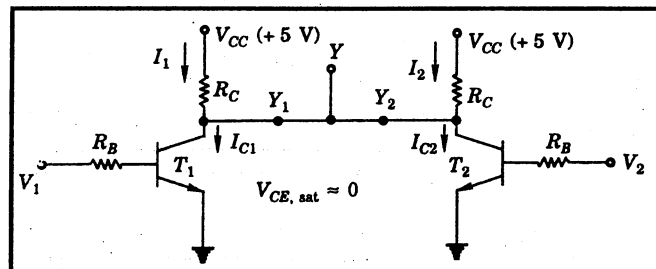 V_CC (+ 5 V) Y V_CC (+ 5 V)
I_1 I_2
R_C Y_1 Y_2 R_C
R_B I_C1 I_C2 R_B
V_1 T_1 T_2 V_2
V_CE, sat ≈ 0